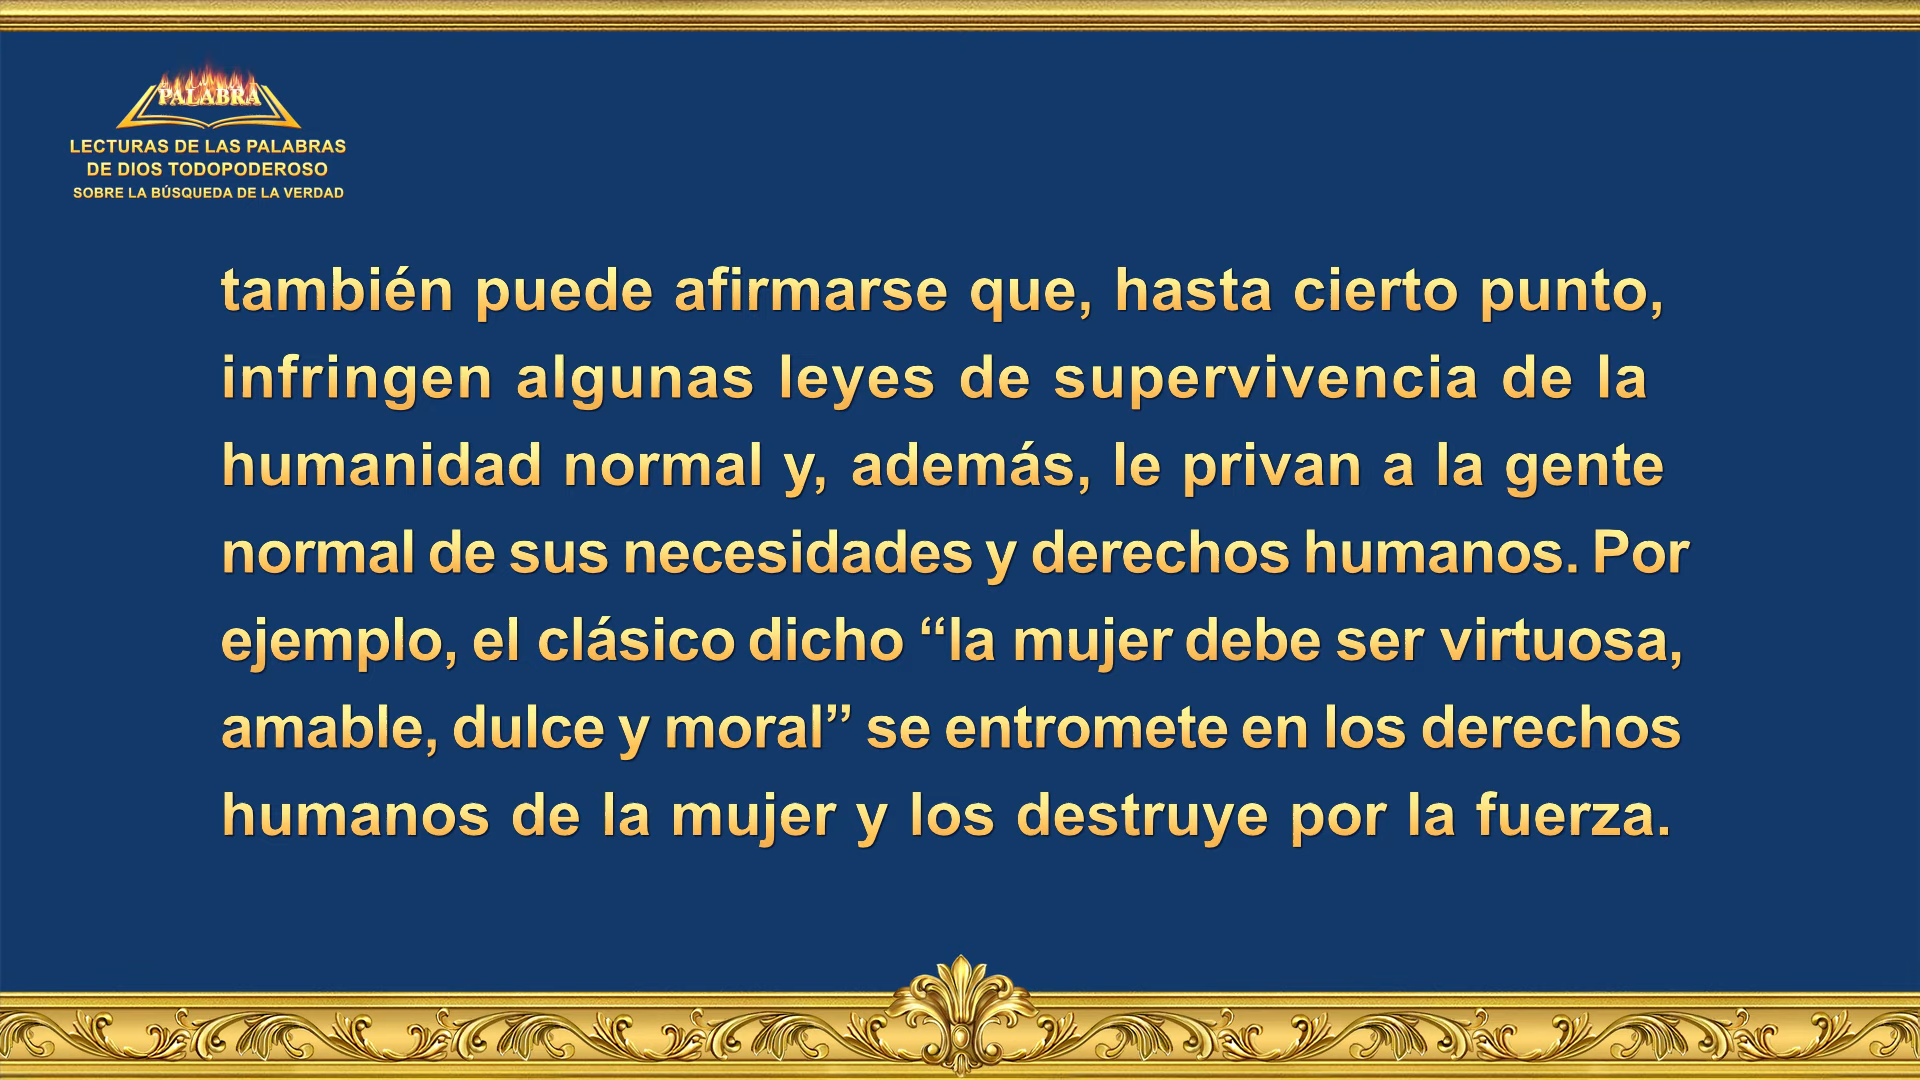 PALABRA
LECTURAS DE LAS PALABRAS
DE DIOS TODOPODEROSO
SOBRE LA BÚSQUEDA DE LA VERDAD
también puede afirmarse que, hasta cierto punto,
infringen algunas leyes de supervivencia de la
humanidad normal y, además, le privan a la gente
normal de sus necesidades y derechos humanos. Por
ejemplo, el clásico dicho “la mujer debe ser virtuosa,
amable, dulce y moral” se entromete en los derechos
humanos de la mujer y los destruye por la fuerza.